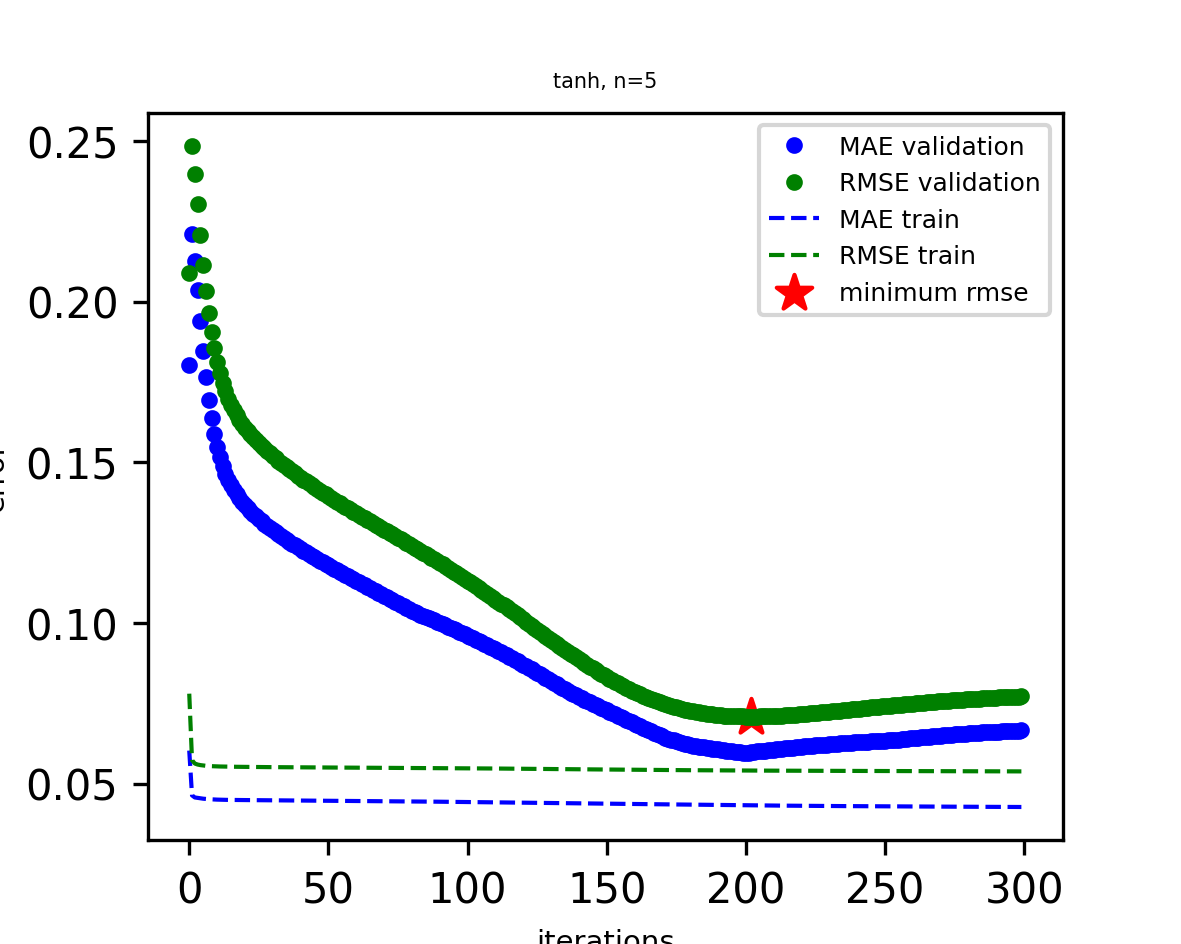 tanh, n=5
0.25
0.20
0.15
0.10
0.05
MAE validation
RMSE validation
MAE train
RMSE train
minimum rmse
0 50 100 150 200 250 300
iterations